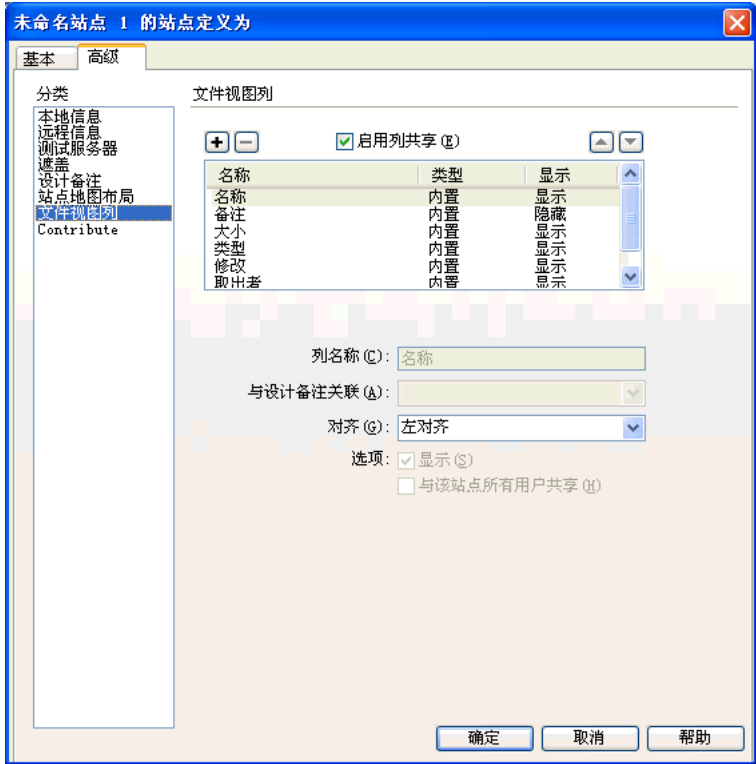 未命名站点 1 的站点定义为
基本 高级
分类
本地信息
远程信息
测试服务器
遮盖
设计备注
站点地图布局
文件视图列
Contribute
文件视图列
启用列共享(E)
名称 类型 显示
名称 内置 显示
备注 内置 隐藏
大小 内置 显示
类型 内置 显示
修改 内置 显示
取出者 内置 显示
列名称(C): 名称
与设计备注关联(A):
对齐(G): 左对齐
选项: 显示(S)
与该站点所有用户共享(H)
确定 取消 帮助